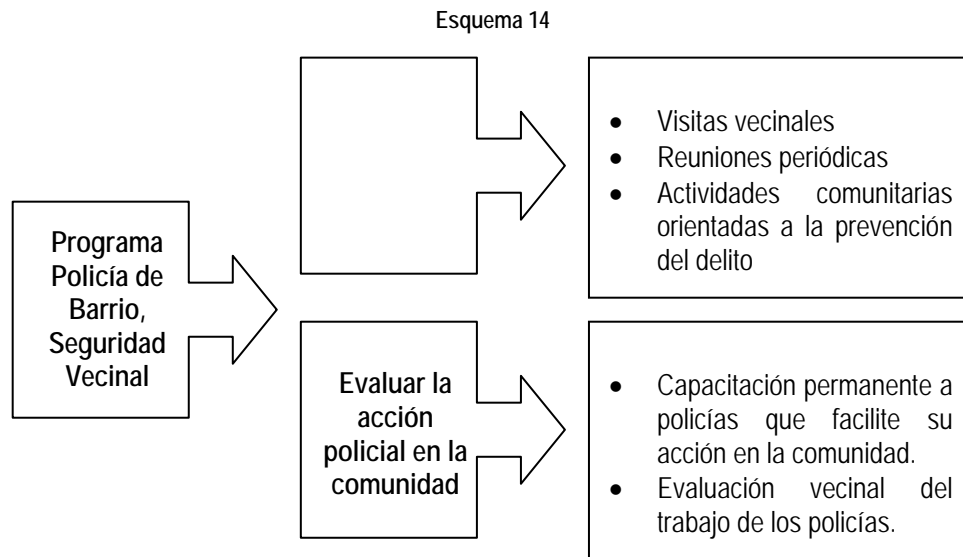 Esquema 14
Programa
Policía de
Barrio,
Seguridad
Vecinal
• Visitas vecinales
• Reuniones periódicas
• Actividades comunitarias
orientadas a la prevención
del delito
Evaluar la
acción
policial en la
comunidad
• Capacitación permanente a
policías que facilite su
acción en la comunidad.
• Evaluación vecinal del
trabajo de los policías.